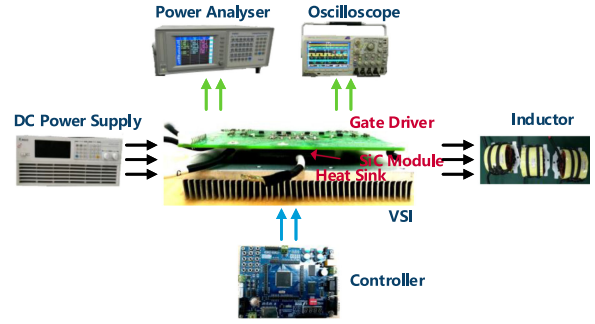 Power Analyser
Oscilloscope
DC Power Supply
Gate Driver
Inductor
SiC Module
Heat Sink
VSI
Controller